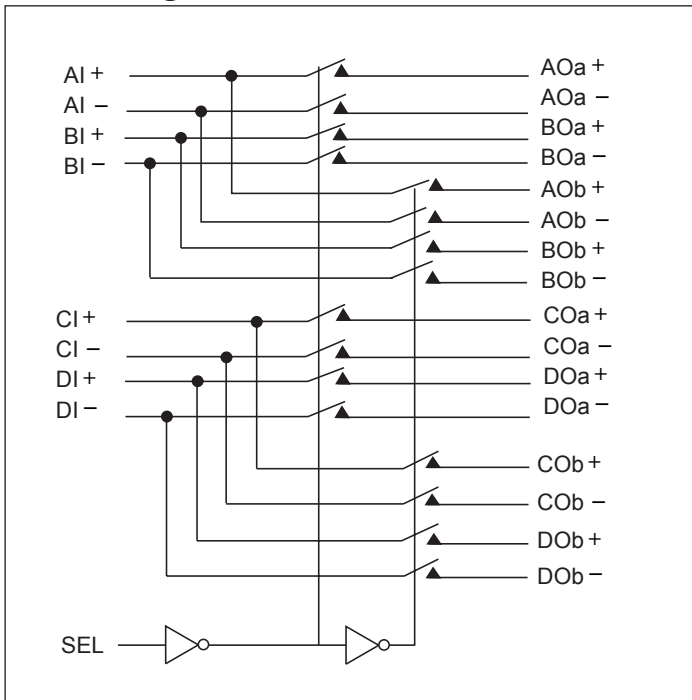 AI +
AI −
BI +
BI −
AOa +
AOa −
BOa +
BOa −
AOb +
AOb −
BOb +
BOb −
CI +
CI −
DI +
DI −
COa +
COa −
DOa +
DOa −
COb +
COb −
DOb +
DOb −
SEL